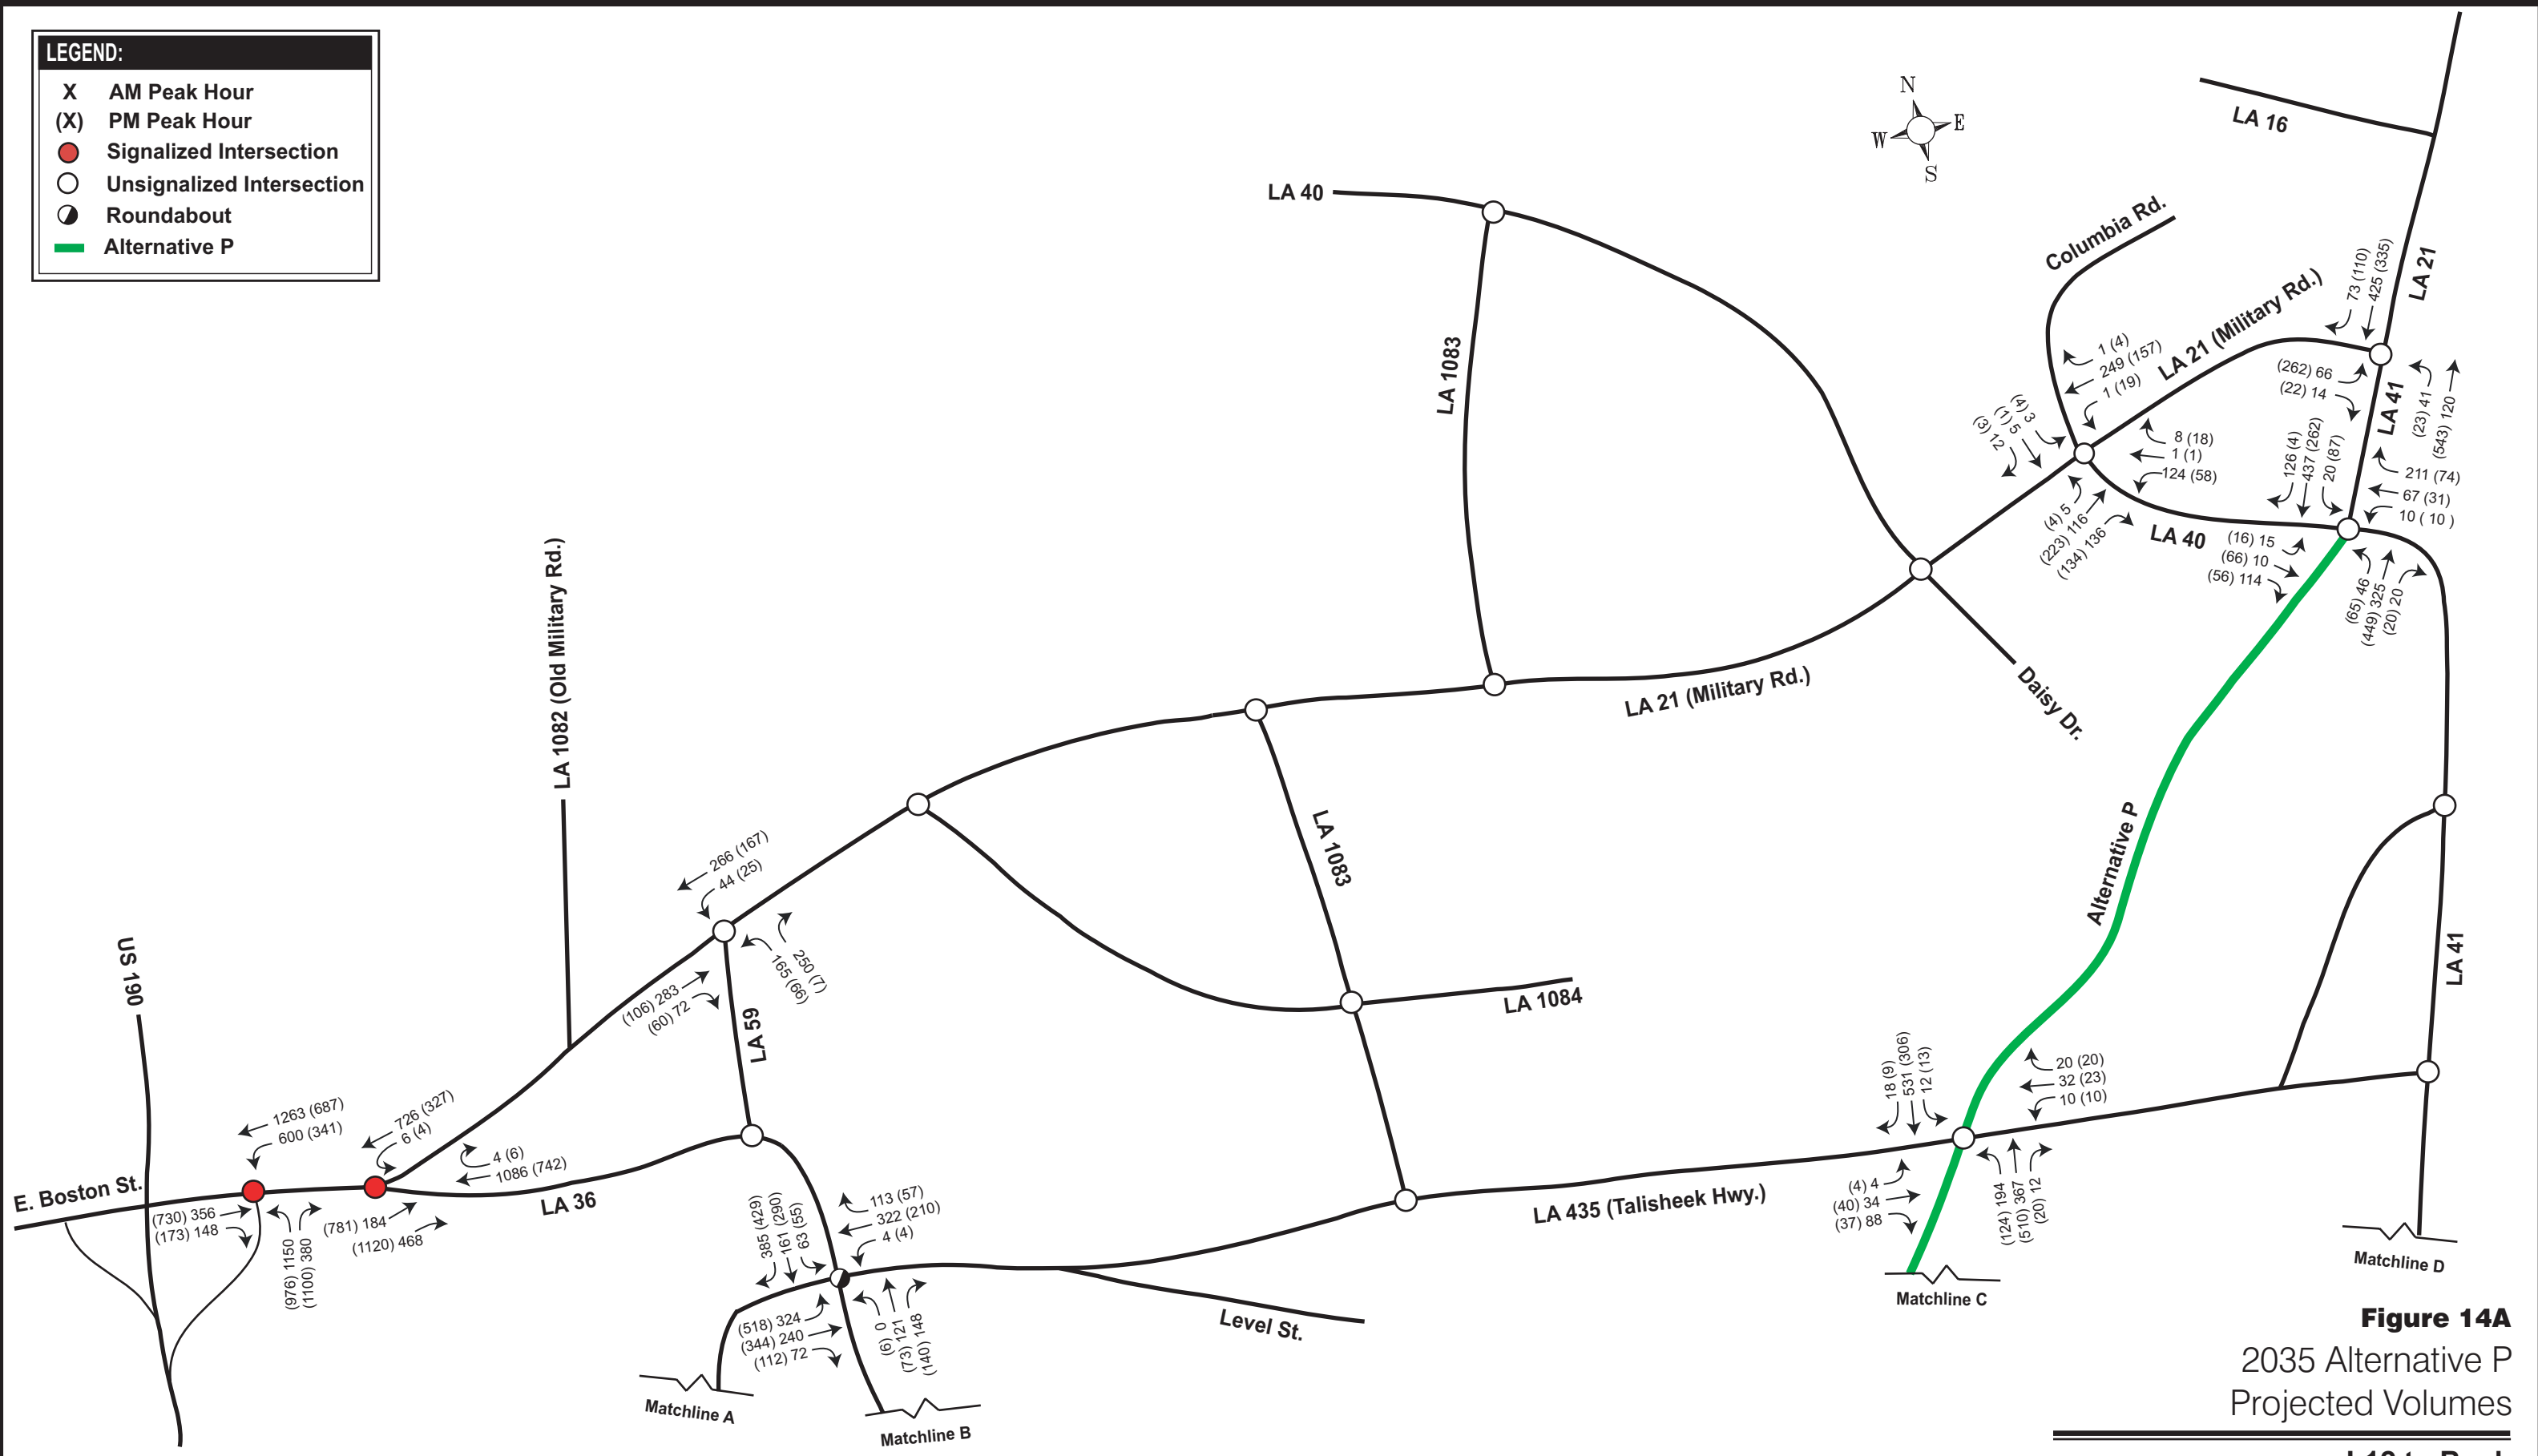 LEGEND:
X AM Peak Hour
(X) PM Peak Hour
Signalized Intersection
Unsignalized Intersection
Roundabout
Alternative P
N
W
E
S
LA 16
LA 40
Columbia Rd.
LA 21
73 (110)
425 (335)
LA 21 (Military Rd.)
1 (4)
249 (157)
1 (19)
(262) 66
(22) 14
LA 41
(23) 41
(543) 120
LA 1083
(4) 3
(1) 5
(3) 12
8 (18)
1 (1)
124 (58)
126 (4)
437 (262)
20 (87)
211 (74)
67 (31)
10 ( 10 )
(4) 5
(223) 116
(134) 136
LA 40
(16) 15
(66) 10
(56) 114
(65) 46
(449) 325
(20) 20
LA 1082 (Old Military Rd.)
LA 21 (Military Rd.)
Daisy Dr.
LA 1083
Alternative P
266 (167)
44 (25)
250 (7)
165 (66)
(106) 283
(60) 72
LA 59
LA 1084
LA 41
US 190
18 (9)
531 (306)
12 (13)
20 (20)
32 (23)
10 (10)
1263 (687)
600 (341)
726 (327)
6 (4)
4 (6)
1086 (742)
E. Boston St.
LA 36
(730) 356
(173) 148
(976) 1150
(1100) 380
(781) 184
(1120) 468
385 (429)
161 (290)
63 (55)
113 (57)
322 (210)
4 (4)
LA 435 (Talisheek Hwy.)
(4) 4
(40) 34
(37) 88
(124) 194
(510) 367
(20) 12
(518) 324
(344) 240
(112) 72
(6) 0
(73) 121
(140) 148
Level St.
Matchline A
Matchline B
Matchline C
Matchline D
Figure 14A
2035 Alternative P
Projected Volumes